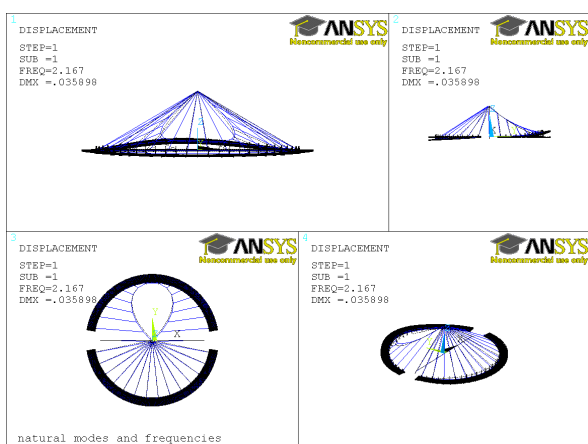 1
DISPLACEMENT
STEP=1
SUB =1
FREQ=2.167
DMX =.035898
ANSYS
Noncommercial use only
Z
2
DISPLACEMENT
STEP=1
SUB =1
FREQ=2.167
DMX =.035898
ANSYS
Noncommercial use only
3
DISPLACEMENT
STEP=1
SUB =1
FREQ=2.167
DMX =.035898
ANSYS
Noncommercial use only
Y
X
4
DISPLACEMENT
STEP=1
SUB =1
FREQ=2.167
DMX =.035898
ANSYS
Noncommercial use only
natural modes and frequencies